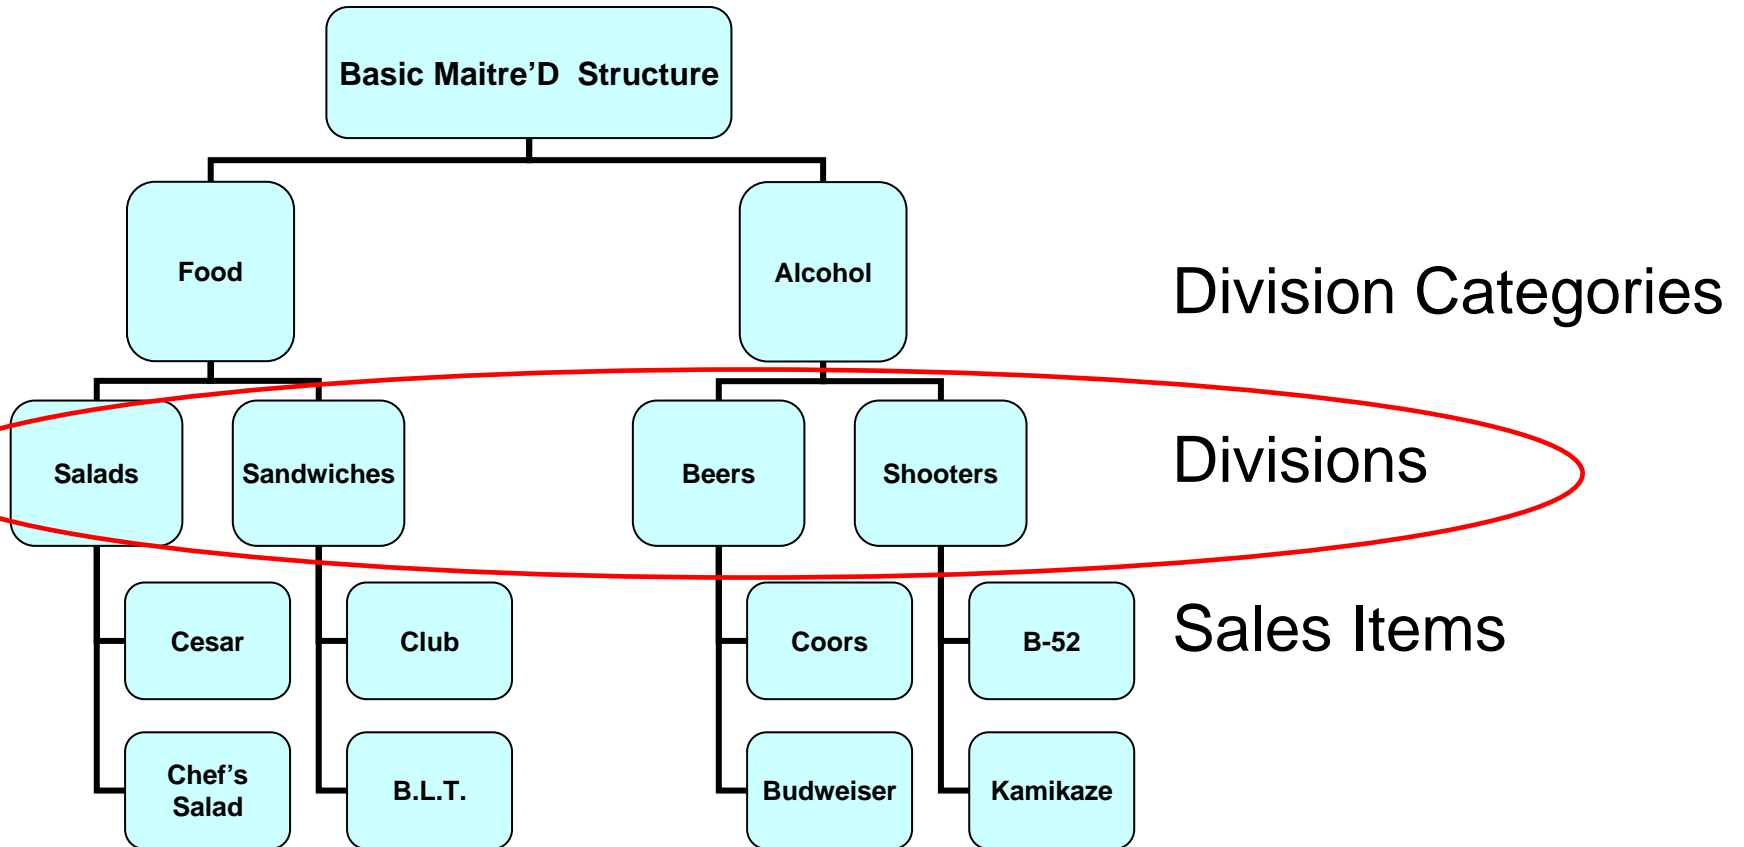 Basic Maitre’D  Structure
Food
Alcohol
Division Categories
Salads
Sandwiches
Beers
Shooters
Divisions
Cesar
Club
Coors
B-52
Sales Items
Chef’s
Salad
B.L.T.
Budweiser
Kamikaze